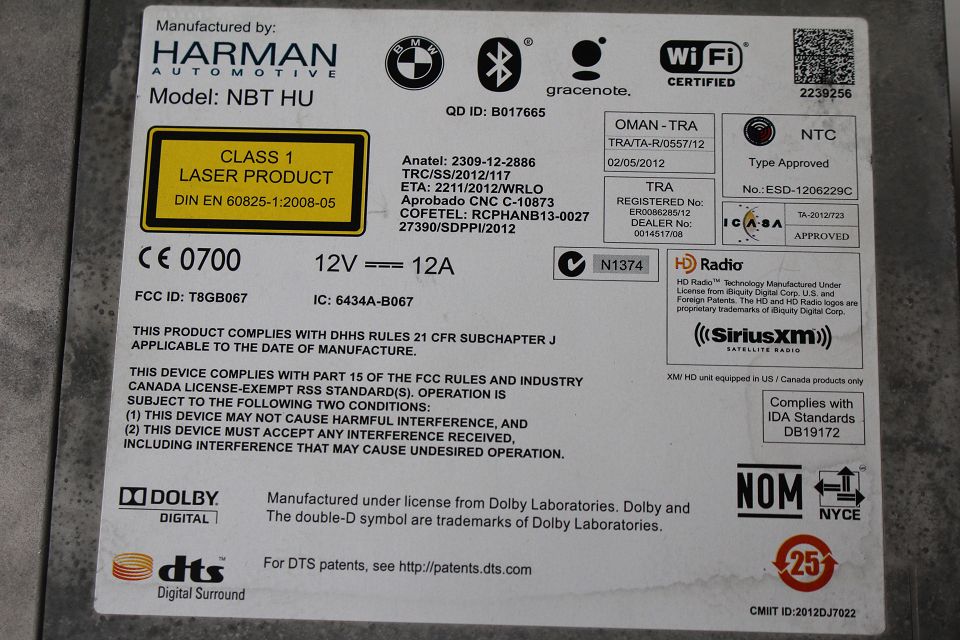 Manufactured by:
HARMAN
AUTOMOTIVE
Model: NBT HU
BMW
®
gracenote.
Wi Fi
CERTIFIED
2239256
QD ID: B017665
CLASS 1
LASER PRODUCT
DIN EN 60825-1:2008-05
Anatel: 2309-12-2886
TRC/SS/2012/117
ETA: 2211/2012/WRLO
Aprobado CNC C-10873
COFETEL: RCPHANB13-0027
27390/SDPPI/2012
OMAN - TRA
TRA/TA-R/0557/12
02/05/2012
TRA
REGISTERED No:
ER0086285/12
DEALER No:
0014517/08
NTC
Type Approved
No.: ESD-1206229C
ICASA
TA-2012/723
APPROVED
CE 0700
12V 12A
N1374
FCC ID: T8GB067
IC: 6434A-B067
HD Radio
HD Radio™ Technology Manufactured Under
License from iBiquity Digital Corp. U.S. and
Foreign Patents. The HD and HD Radio logos are
proprietary trademarks of iBiquity Digital Corp.
((SiriusXM))
SATELLITE RADIO
XM/ HD unit equipped in US / Canada products only
THIS PRODUCT COMPLIES WITH DHHS RULES 21 CFR SUBCHAPTER J
APPLICABLE TO THE DATE OF MANUFACTURE.
THIS DEVICE COMPLIES WITH PART 15 OF THE FCC RULES AND INDUSTRY
CANADA LICENSE-EXEMPT RSS STANDARD(S). OPERATION IS
SUBJECT TO THE FOLLOWING TWO CONDITIONS:
(1) THIS DEVICE MAY NOT CAUSE HARMFUL INTERFERENCE, AND
(2) THIS DEVICE MUST ACCEPT ANY INTERFERENCE RECEIVED,
INCLUDING INTERFERENCE THAT MAY CAUSE UNDESIRED OPERATION.
Complies with
IDA Standards
DB19172
DOLBY
DIGITAL
Manufactured under license from Dolby Laboratories. Dolby and
The double-D symbol are trademarks of Dolby Laboratories.
NOM
NYCE
dts™
Digital Surround
For DTS patents, see http://patents.dts.com
25
CMIIT ID:2012DJ7022